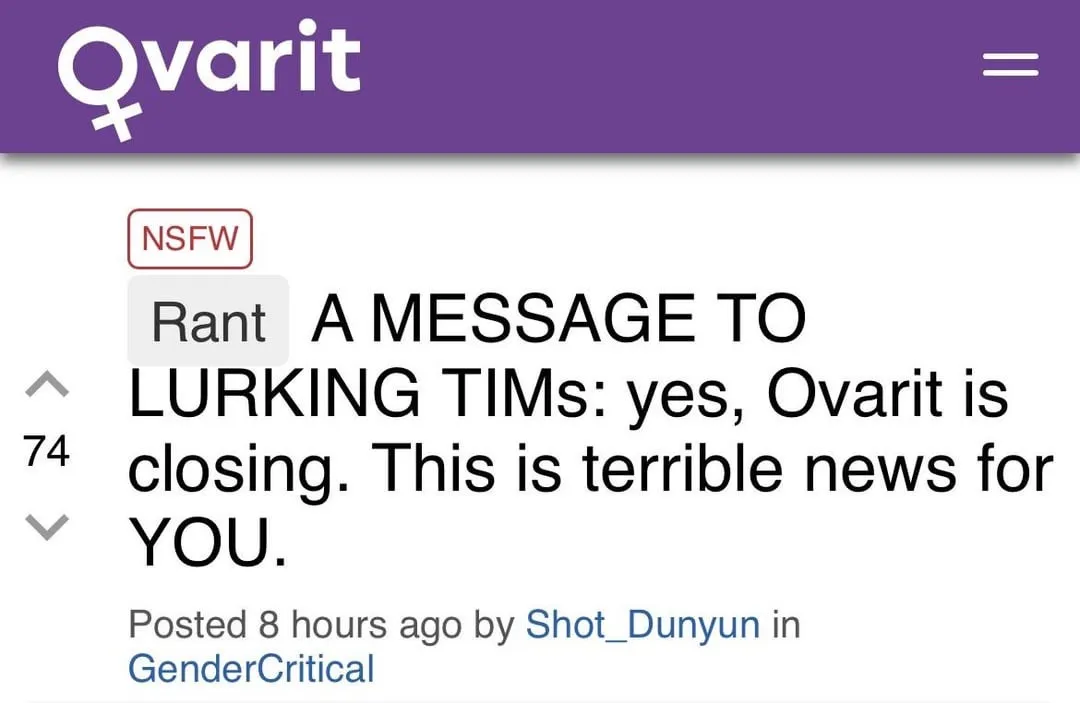 Ovarit
NSFW
Rant A MESSAGE TO
LURKING TIMs: yes, Ovarit is
74
closing. This is terrible news for
YOU.
Posted 8 hours ago by Shot_Dunyun in
GenderCritical